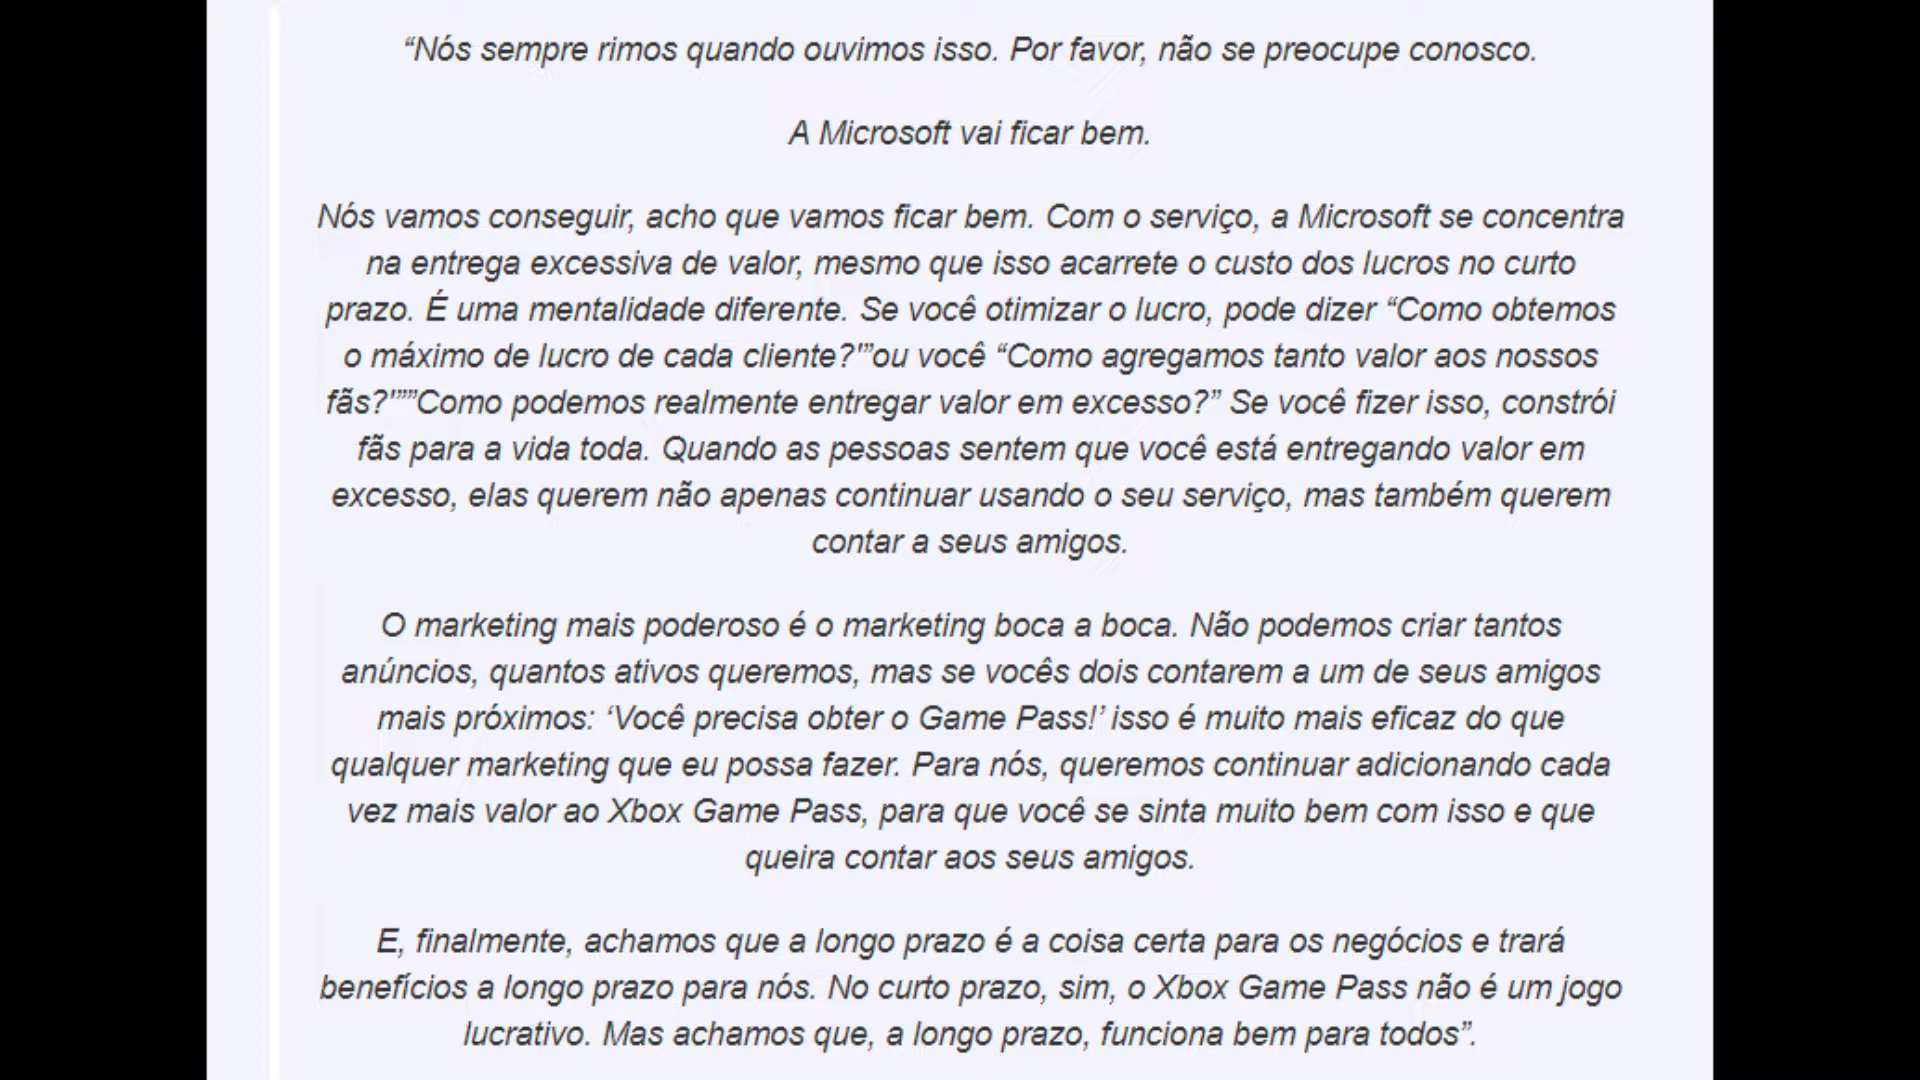 “Nós sempre rimos quando ouvimos isso. Por favor, não se preocupe conosco.
A Microsoft vai ficar bem.
Nós vamos conseguir, acho que vamos ficar bem. Com o serviço, a Microsoft se concentra
na entrega excessiva de valor, mesmo que isso acarrete o custo dos lucros no curto
prazo. É uma mentalidade diferente. Se você otimizar o lucro, pode dizer “Como obtemos
o máximo de lucro de cada cliente?'”ou você “Como agregamos tanto valor aos nossos
fãs?'””Como podemos realmente entregar valor em excesso?” Se você fizer isso, constrói
fãs para a vida toda. Quando as pessoas sentem que você está entregando valor em
excesso, elas querem não apenas continuar usando o seu serviço, mas também querem
contar a seus amigos.
O marketing mais poderoso é o marketing boca a boca. Não podemos criar tantos
anúncios, quantos ativos queremos, mas se vocês dois contarem a um de seus amigos
mais próximos: ‘Você precisa obter o Game Pass!’ isso é muito mais eficaz do que
qualquer marketing que eu possa fazer. Para nós, queremos continuar adicionando cada
vez mais valor ao Xbox Game Pass, para que você se sinta muito bem com isso e que
queira contar aos seus amigos.
E, finalmente, achamos que a longo prazo é a coisa certa para os negócios e trará
benefícios a longo prazo para nós. No curto prazo, sim, o Xbox Game Pass não é um jogo
lucrativo. Mas achamos que, a longo prazo, funciona bem para todos”.